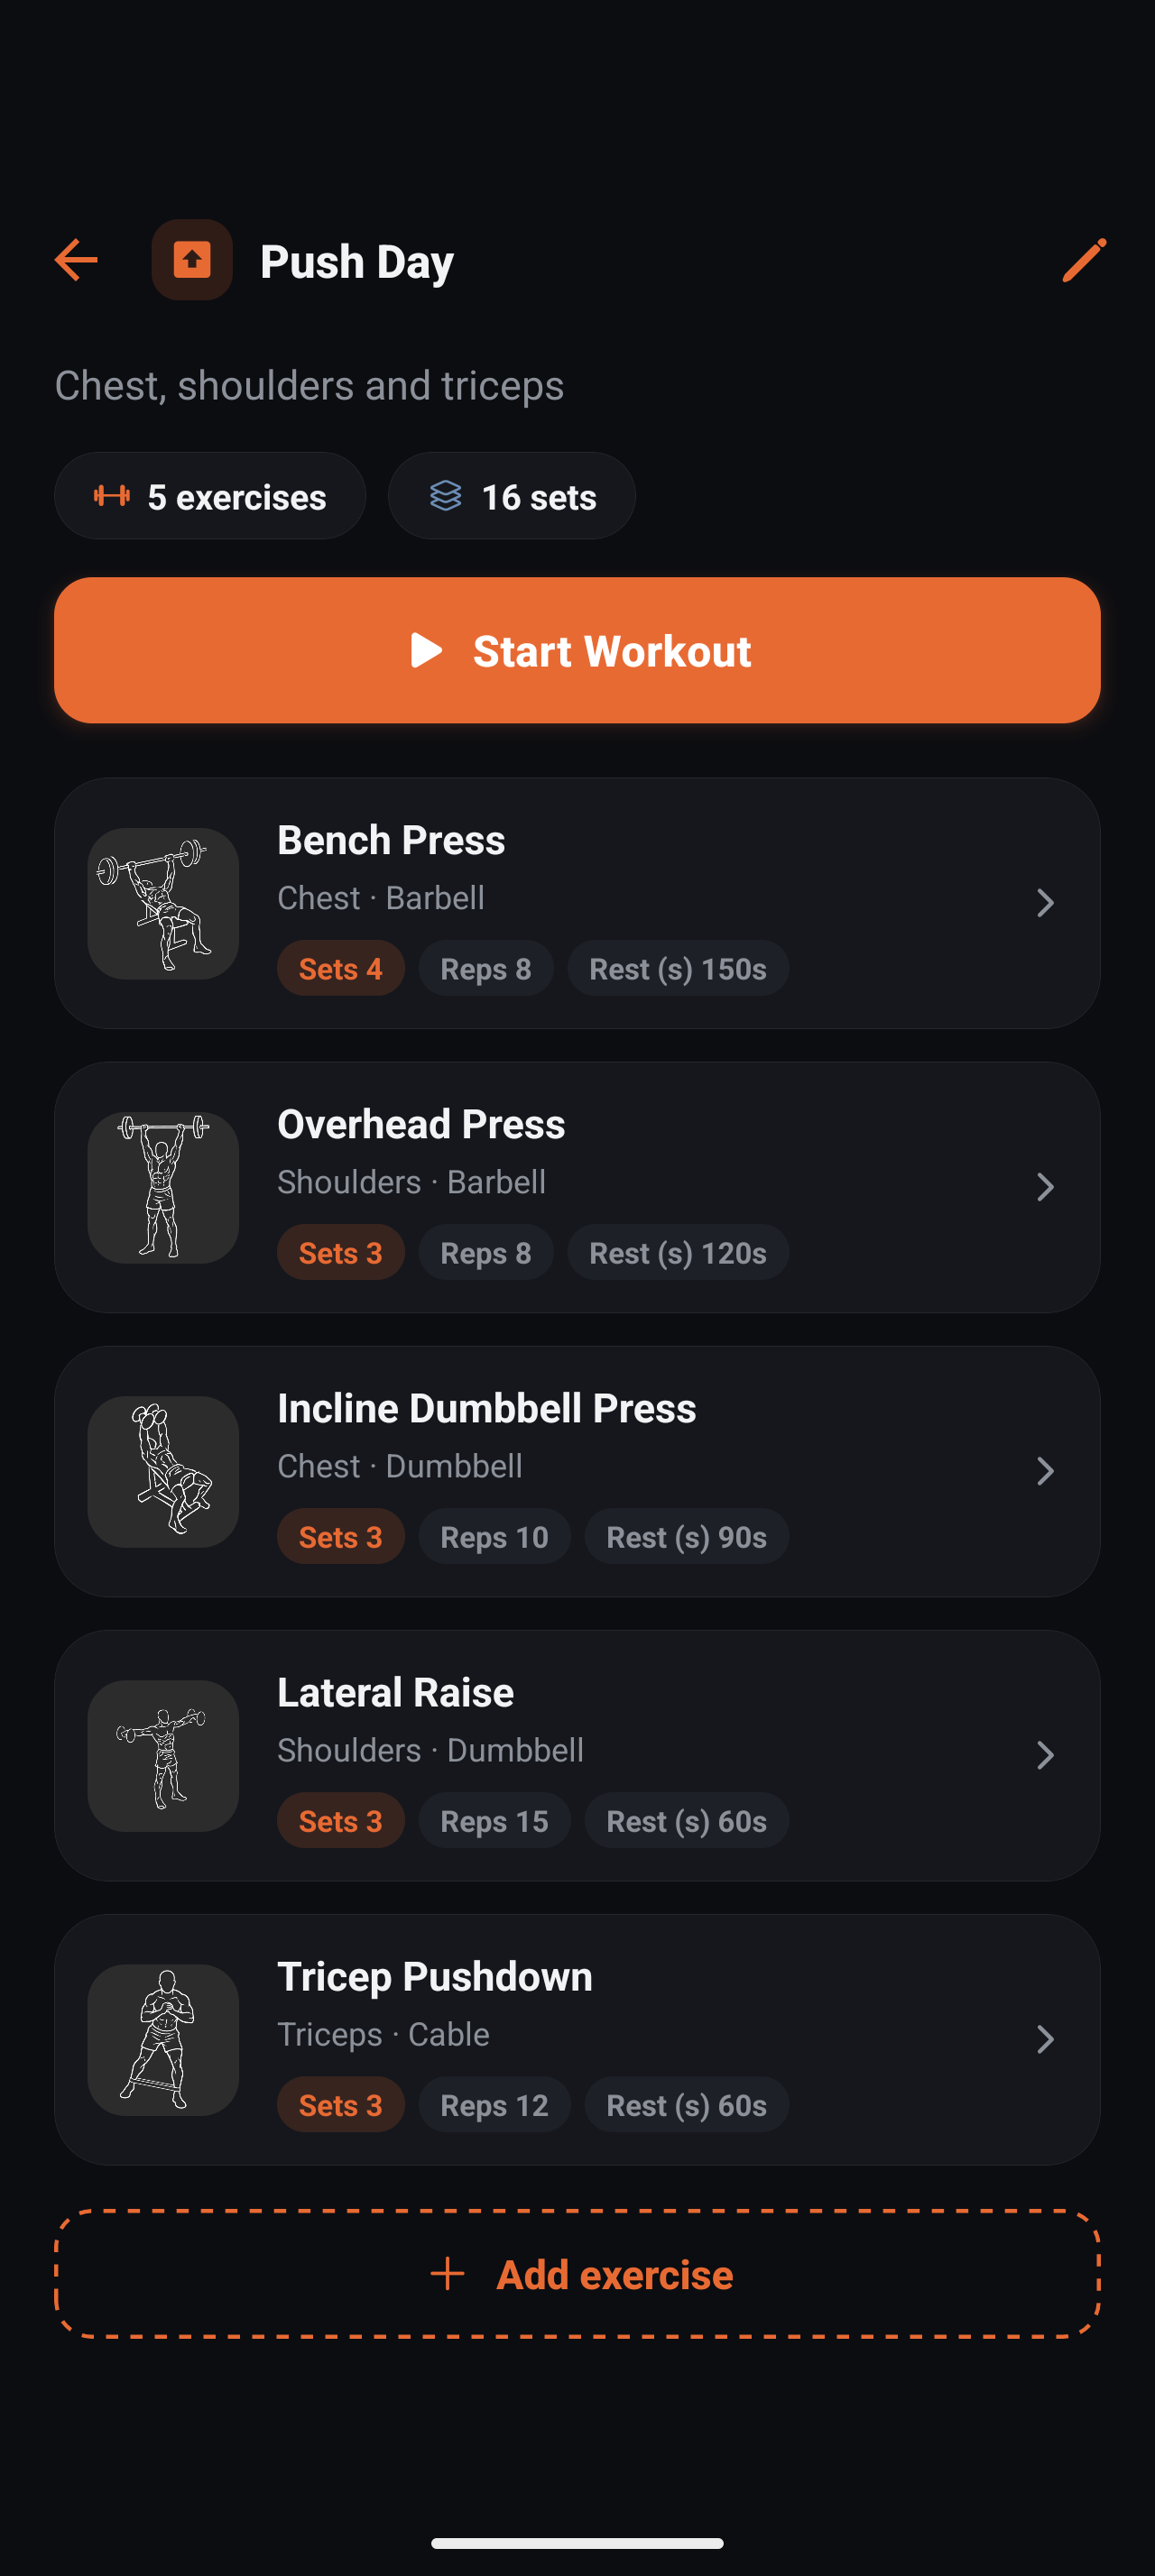 Push Day
Chest, shoulders and triceps
5 exercises
16 sets
Start Workout
Bench Press
Chest · Barbell
Sets 4 Reps 8 Rest (s) 150s
Overhead Press
Shoulders · Barbell
Sets 3 Reps 8 Rest (s) 120s
Incline Dumbbell Press
Chest · Dumbbell
Sets 3 Reps 10 Rest (s) 90s
Lateral Raise
Shoulders · Dumbbell
Sets 3 Reps 15 Rest (s) 60s
Tricep Pushdown
Triceps · Cable
Sets 3 Reps 12 Rest (s) 60s
Add exercise